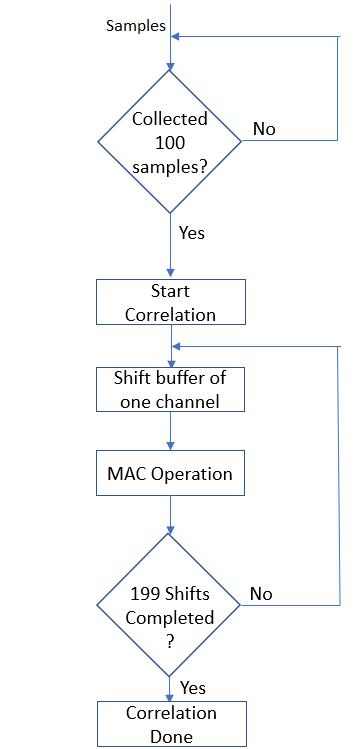 Samples
Collected
100
samples?
No
Yes
Start
Correlation
Shift buffer of
one channel
MAC Operation
199 Shifts
Completed
?
No
Yes
Correlation
Done